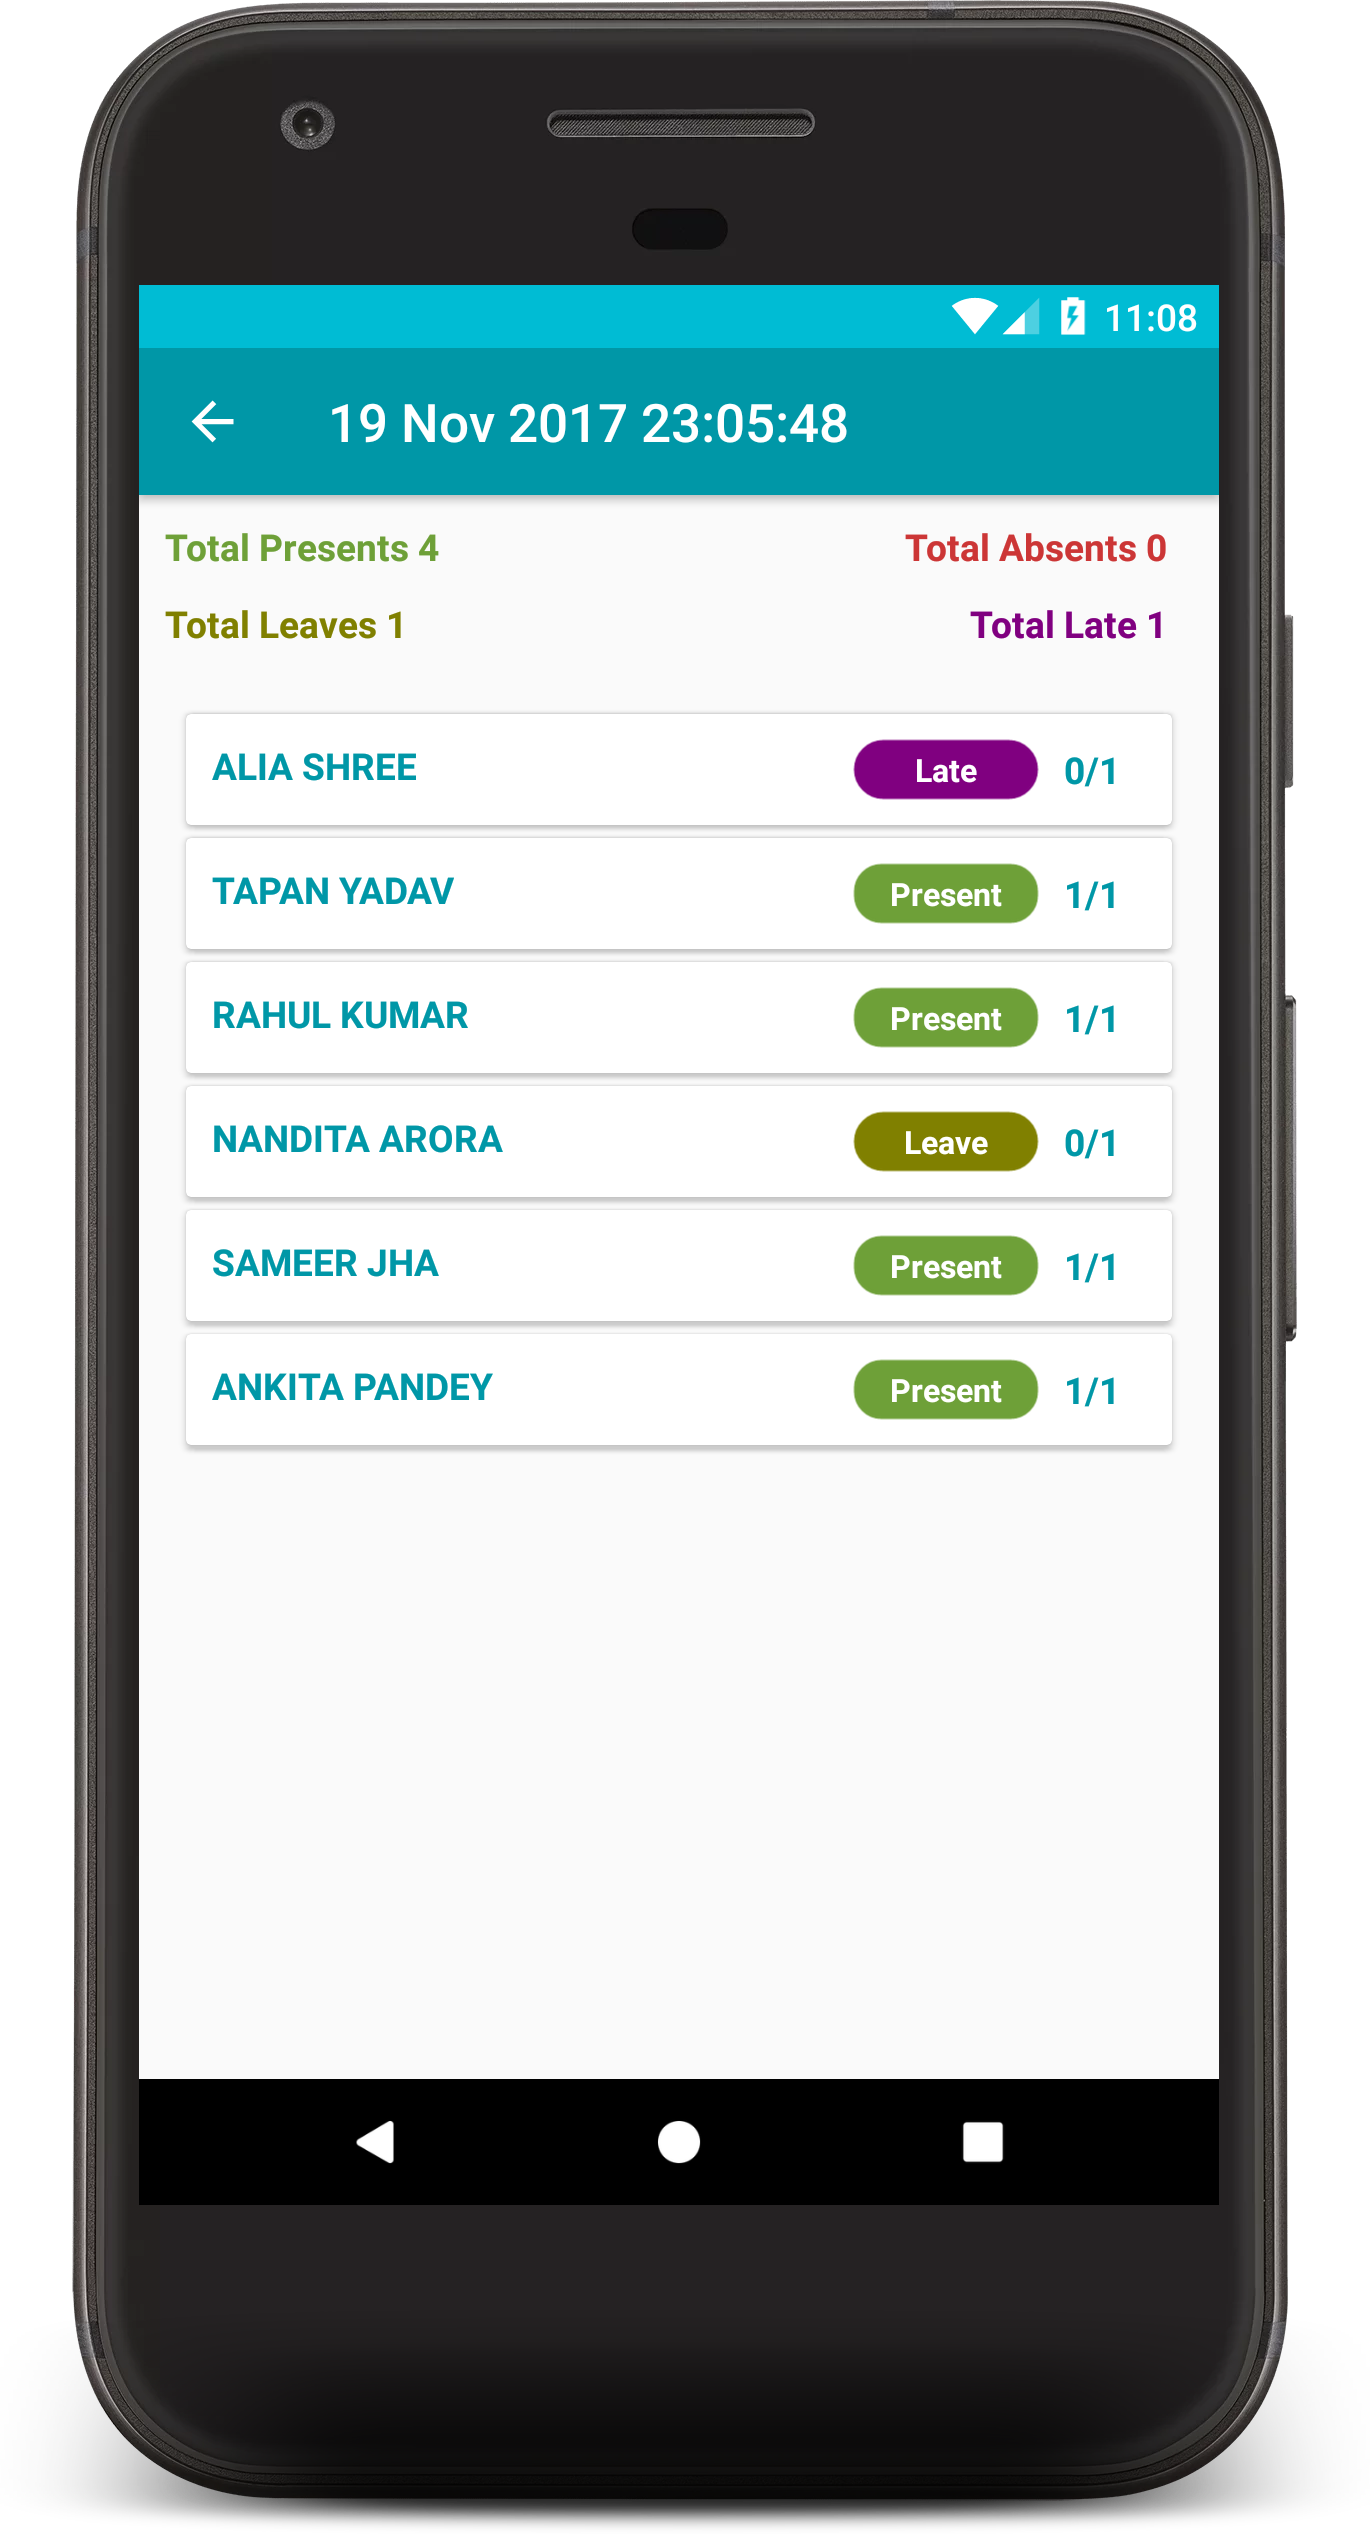 11:08
19 Nov 2017 23:05:48
Total Presents 4 Total Absents 0
Total Leaves 1 Total Late 1
ALIA SHREE Late 0/1
TAPAN YADAV Present 1/1
RAHUL KUMAR Present 1/1
NANDITA ARORA Leave 0/1
SAMEER JHA Present 1/1
ANKITA PANDEY Present 1/1